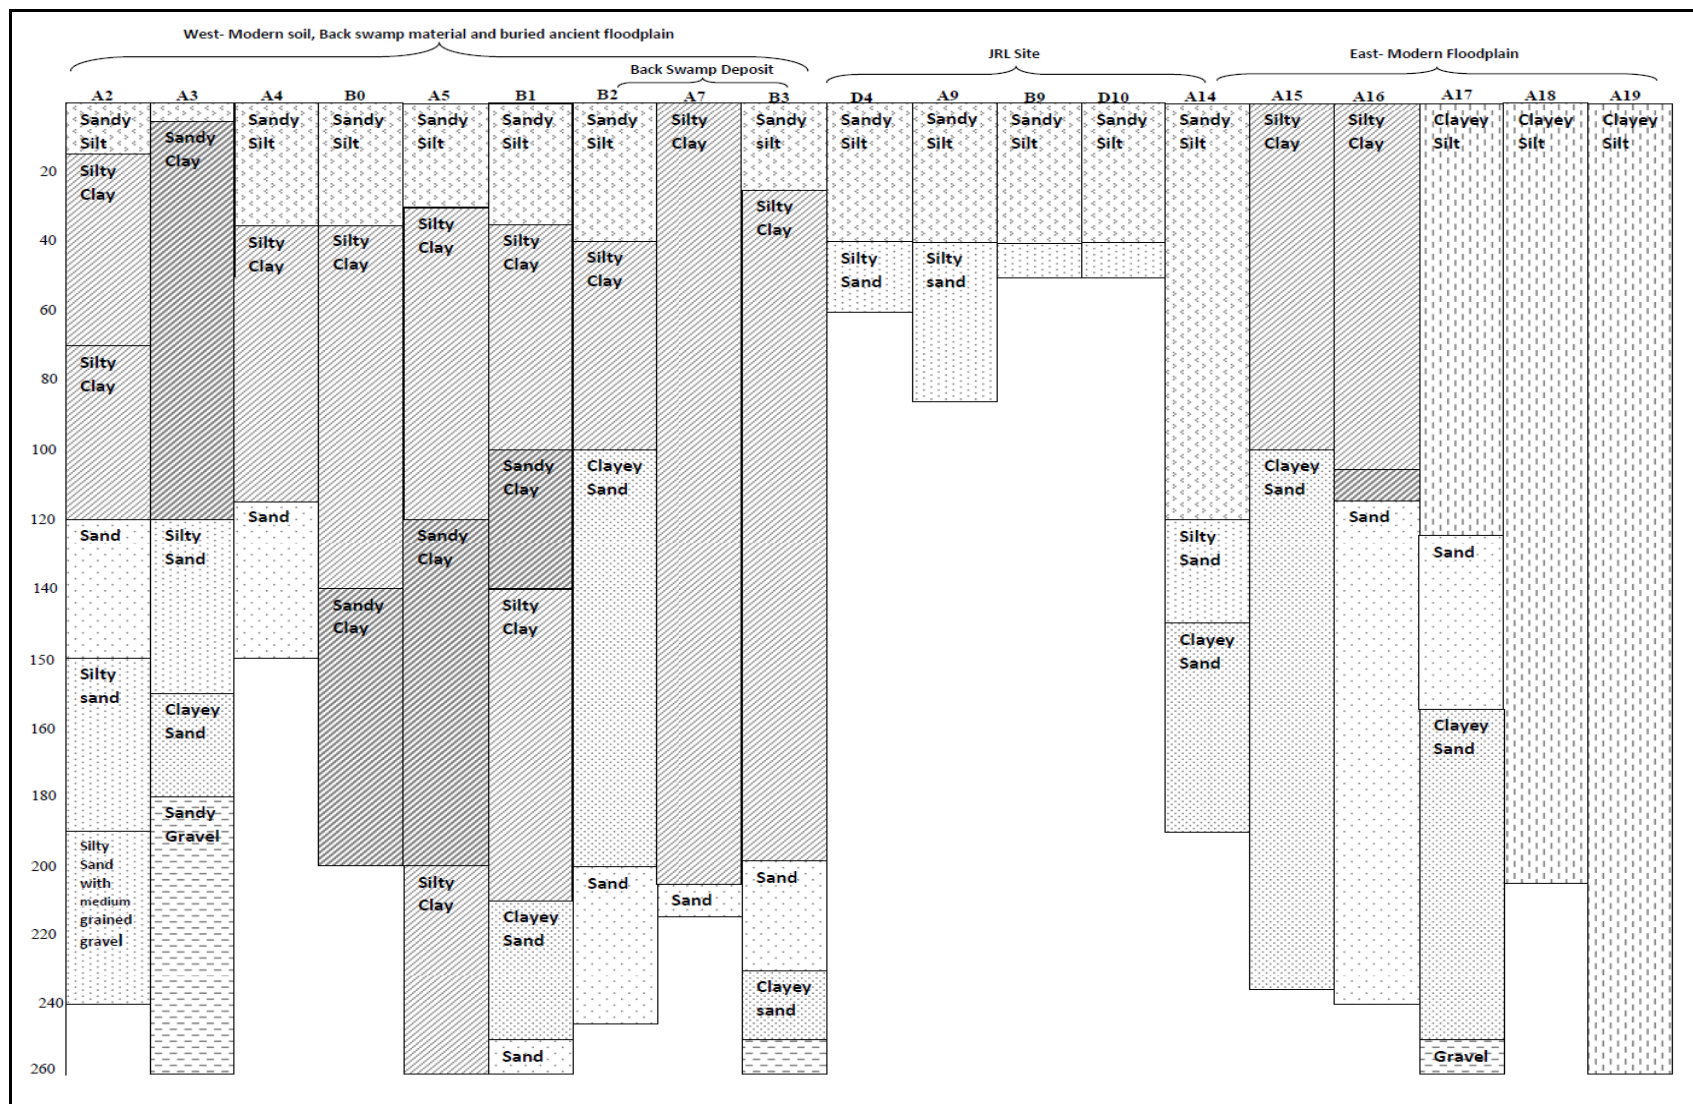 West- Modern soil, Back swamp material and buried ancient floodplain
JRL Site
East- Modern Floodplain
Back Swamp Deposit
A2 A3 A4 B0 A5 B1 B2 A7 B3 D4 A9 B9 D10 A14 A15 A16 A17 A18 A19
20
40
60
80
100
120
140
150
160
180
200
220
240
260
Sandy
Silt
Silty
Clay
Silty
Clay
Sand
Silty
sand
Silty
Sand
with
medium
grained
gravel
Sandy
Clay
Silty
Sand
Clayey
Sand
Sandy
Gravel
Sandy
Silt
Silty
Clay
Sand
Sandy
Silt
Silty
Clay
Sandy
Clay
Sandy
Silt
Silty
Clay
Sandy
Clay
Silty
Clay
Sandy
Silt
Silty
Clay
Sandy
Clay
Silty
Clay
Clayey
Sand
Sand
Sandy
Silt
Silty
Clay
Clayey
Sand
Sand
Silty
Clay
Sand
Sandy
silt
Silty
Clay
Sand
Clayey
sand
Sandy
Silt
Silty
Sand
Sandy
Silt
Silty
sand
Sandy
Silt
Sandy
Silt
Sandy
Silt
Silty
Sand
Clayey
Sand
Silty
Clay
Clayey
Sand
Silty
Clay
Sand
Clayey
Silt
Sand
Clayey
Sand
Gravel
Clayey
Silt
Clayey
Silt